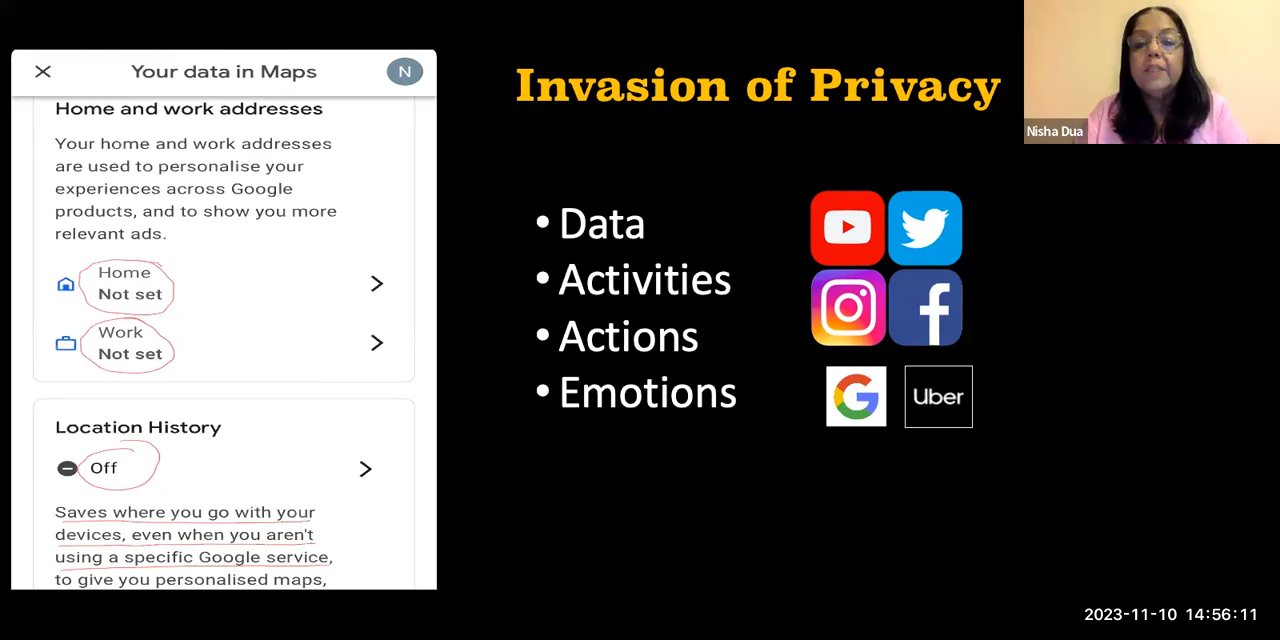 Your data in Maps
N
Home and work addresses
Your home and work addresses
are used to personalise your
experiences across Google
products, and to show you more
relevant ads.
Home
Not set
Work
Not set
Location History
Off
Saves where you go with your
devices, even when you aren't
using a specific Google service,
to give you personalised maps,
Invasion of Privacy
• Data
• Activities
• Actions
• Emotions
f
G
Uber
Nisha Dua
2023-11-10 14:56:11